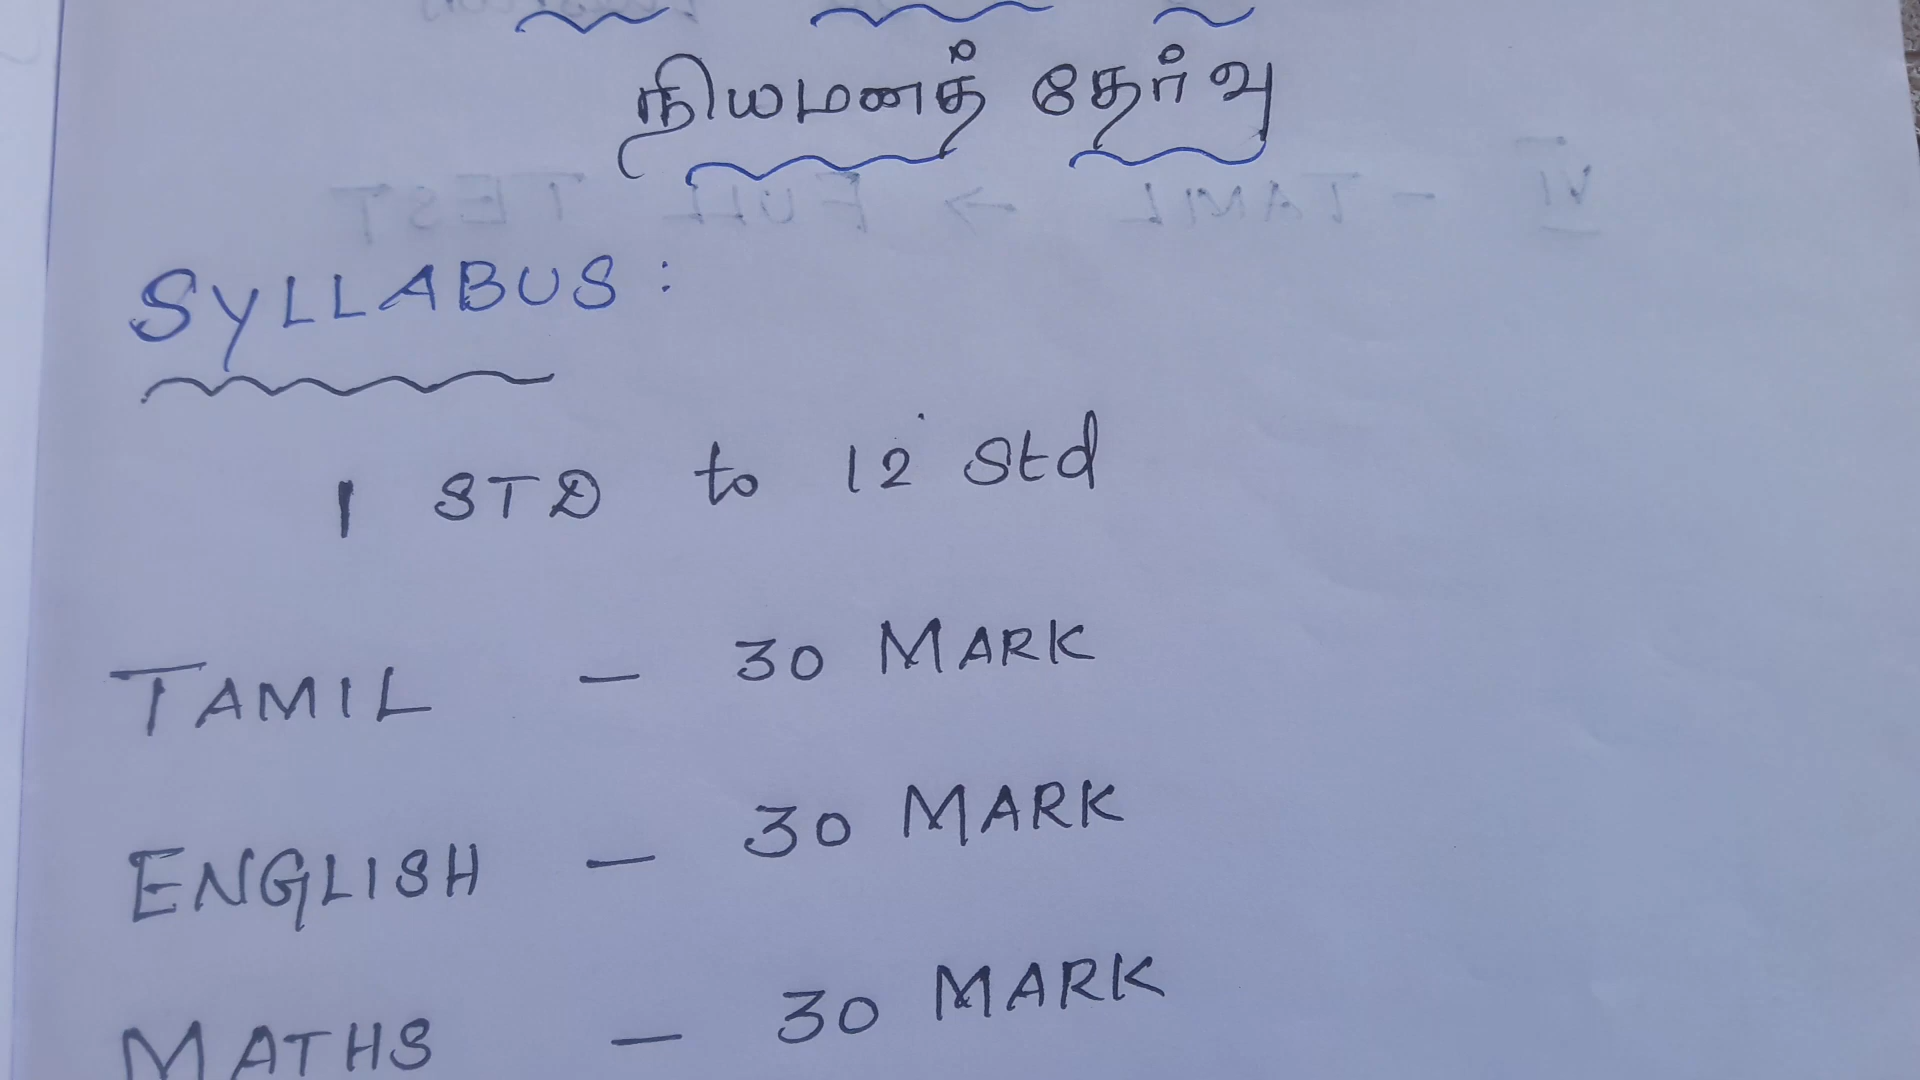 நியமனத் தேர்வு
SYLLABUS :
1 STD to 12 Std
TAMIL - 30 MARK
ENGLISH - 30 MARK
MATHS - 30 MARK